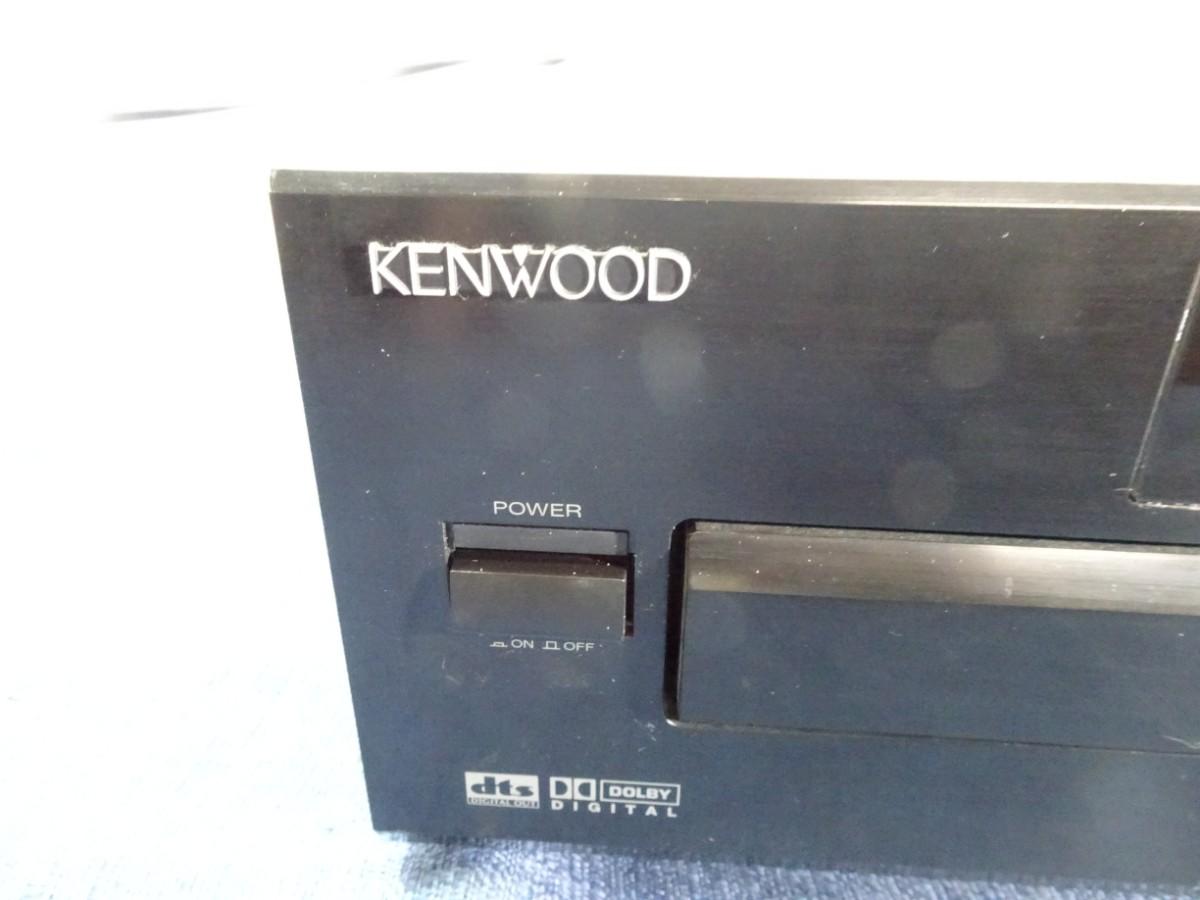 KENWOOD
POWER
ON OFF
dts DOLBY
DIGITAL OUT DIGITAL